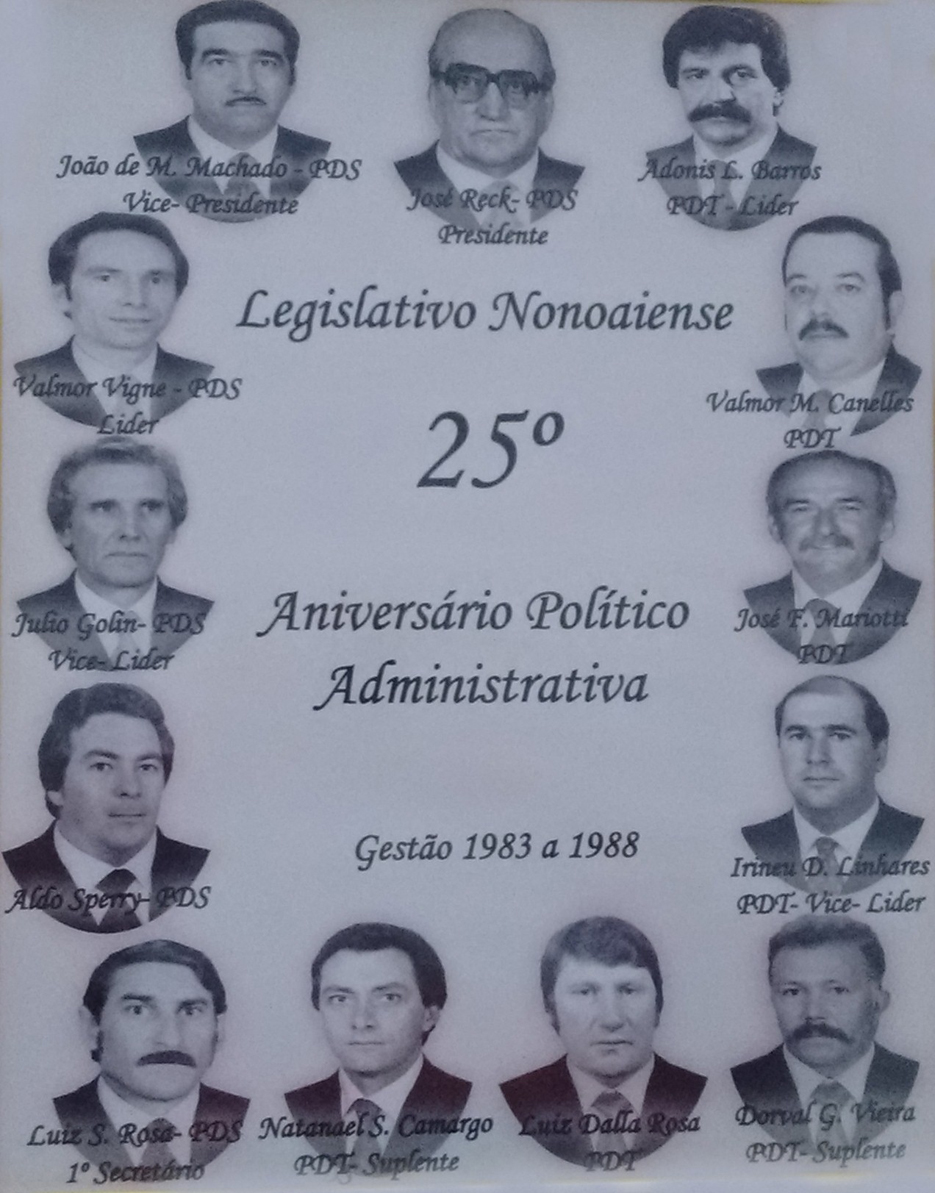 João de M. Machado - PDS
Vice- Presidente
José Reck- PDS
Presidente
Adonis L. Barros
PDT - Lider
Legislativo Nonoaiense
Valmor Vigne - PDS
Lider
Valmor M. Canelles
PDT
25º
Julio Golin- PDS
Vice- Lider
Aniversário Político
Administrativa
José F. Mariotti
PDT
Aldo Sperry- PDS
Gestão 1983 a 1988
Irineu D. Linhares
PDT- Vice- Lider
Luiz S. Rosa- PDS
1º Secretário
Natanael S. Camargo
PDT- Suplente
Luiz Dalla Rosa
PDT
Dorval G. Vieira
PDT- Suplente